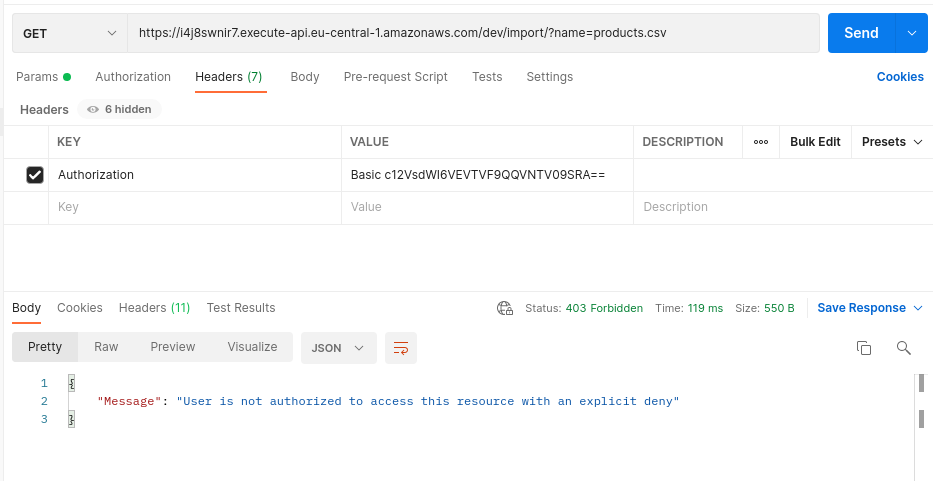 GET https://i4j8swnir7.execute-api.eu-central-1.amazonaws.com/dev/import/?name=products.csv Send
Params Authorization Headers (7) Body Pre-request Script Tests Settings Cookies
Headers 6 hidden
KEY VALUE DESCRIPTION ooo Bulk Edit Presets
Authorization Basic c12VsdWl6VEVTVF9QQVNTV09SRA==
Key Value Description
Body Cookies Headers (11) Test Results Status: 403 Forbidden Time: 119 ms Size: 550 B Save Response
Pretty Raw Preview Visualize JSON
1 {
2 "Message": "User is not authorized to access this resource with an explicit deny"
3 }